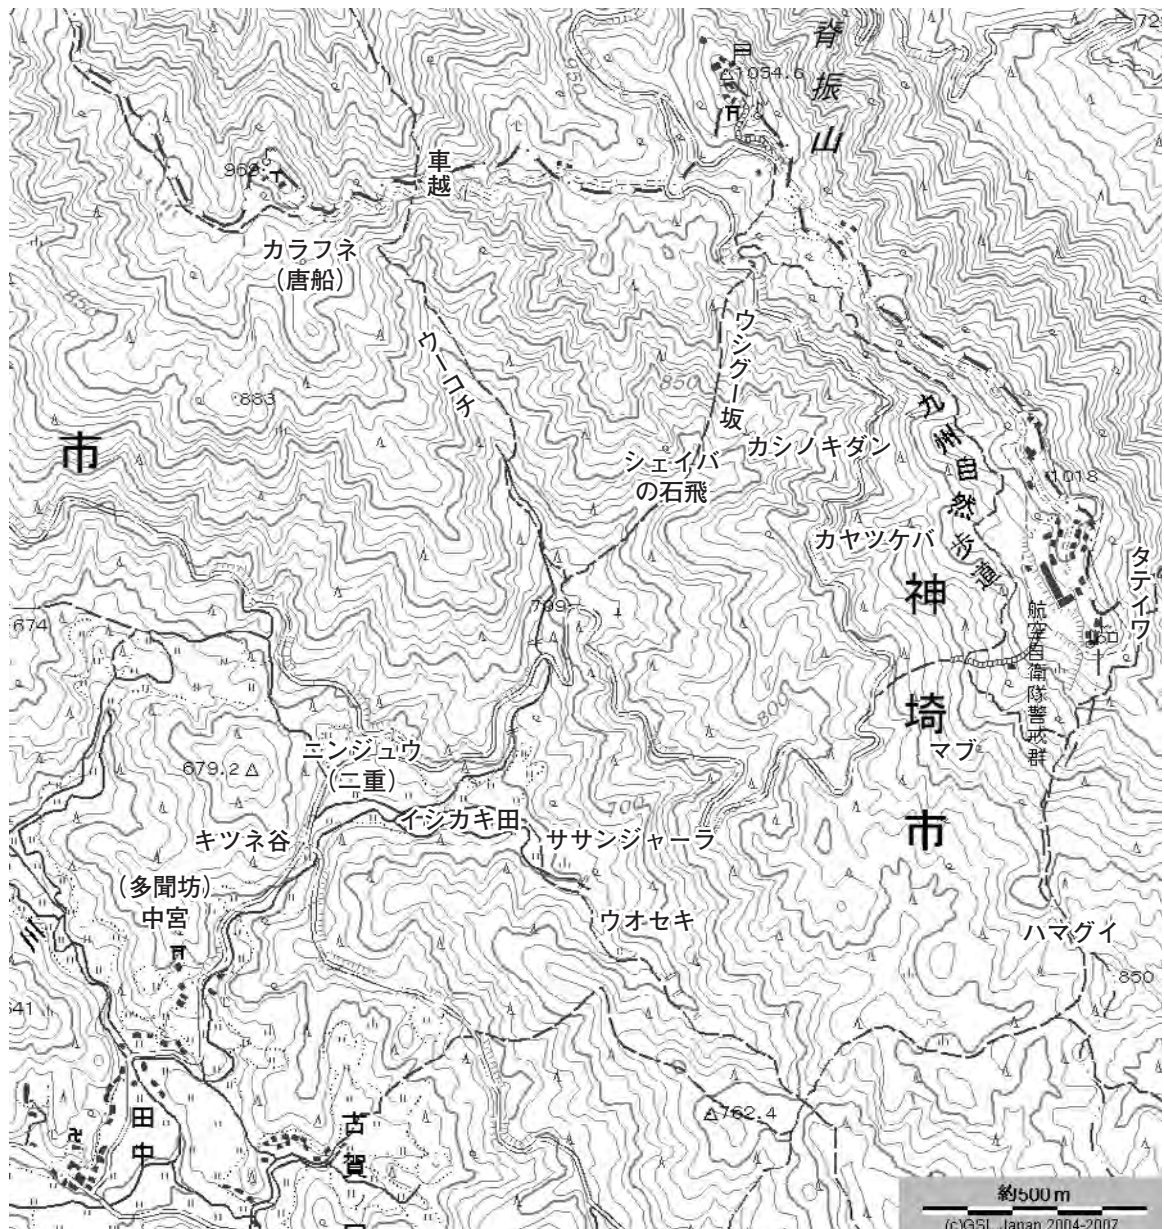 脊振山
1054.6
950
車越
968
カラフネ
(唐船)
ウーコチ
ウシグー坂
850
850
883
市
カシノキダン
シェイバ
の石飛
九州自然歩道
1018
カヤツケバ
タテイワ
神埼市
航空自衛隊警戒群
709
674
800
マブ
ニンジュウ
(二重)
679.2
700
イシガキ田
キツネ谷
ササンジャーラ
(多聞坊)
中宮
ウオセキ
ハマグイ
川
850
641
762.4
田中
古賀
約500m
(c)GSI Japan 2004-2007